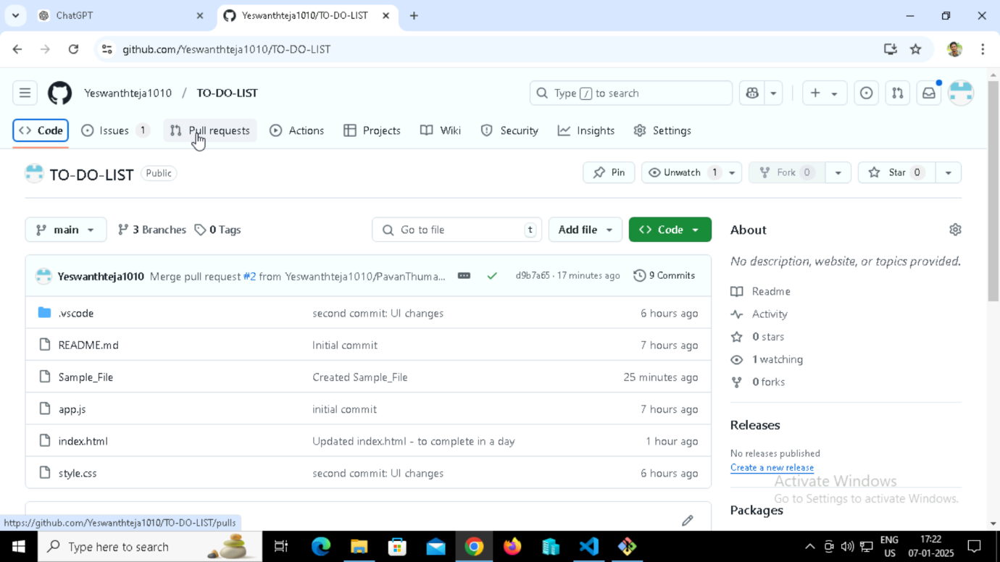 ChatGPT
Yeswanthteja1010/TO-DO-LIST
github.com/Yeswanthteja1010/TO-DO-LIST
Yeswanthteja1010 / TO-DO-LIST
Type / to search
Code
Issues 1
Pull requests
Actions
Projects
Wiki
Security
Insights
Settings
TO-DO-LIST Public
Pin
Unwatch 1
Fork 0
Star 0
main
3 Branches
0 Tags
Go to file t
Add file
Code
Yeswanthteja1010 Merge pull request #2 from Yeswanthteja1010/PavanThuma... d9b7a65 · 17 minutes ago 9 Commits
.vscode second commit: UI changes 6 hours ago
README.md Initial commit 7 hours ago
Sample_File Created Sample_File 25 minutes ago
app.js initial commit 7 hours ago
index.html Updated index.html - to complete in a day 1 hour ago
style.css second commit: UI changes 6 hours ago
About
No description, website, or topics provided.
Readme
Activity
0 stars
1 watching
0 forks
Releases
No releases published
Create a new release
Packages
Activate Windows
Go to Settings to activate Windows.
https://github.com/Yeswanthteja1010/TO-DO-LIST/pulls
Type here to search
ENG
US
17:22
07-01-2025